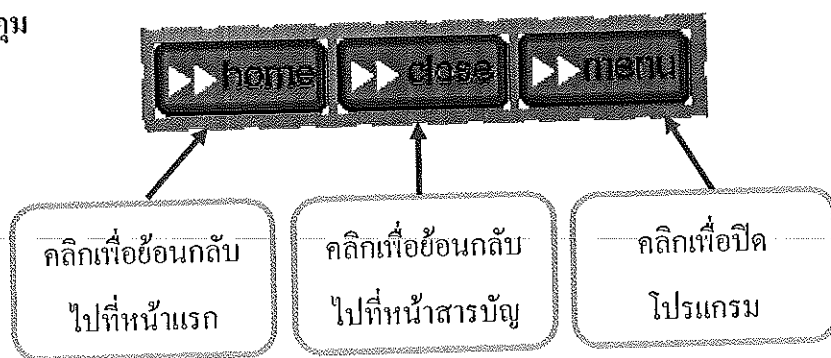 คุม
home close menu
คลิกเพื่อย้อนกลับ
ไปที่หน้าแรก
คลิกเพื่อย้อนกลับ
ไปที่หน้าสารบัญ
คลิกเพื่อปิด
โปรแกรม